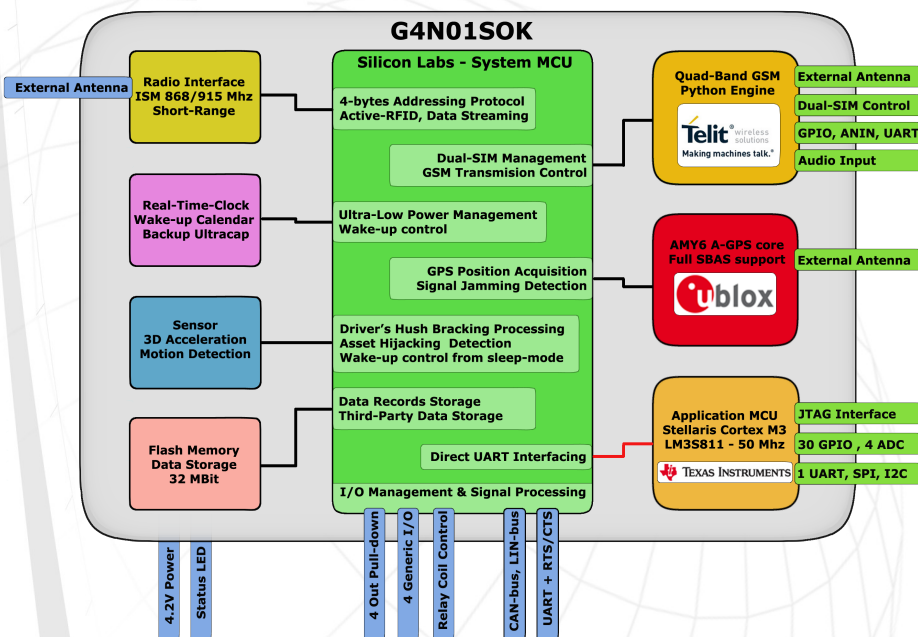 G4N01SOK
External Antenna
Radio Interface
ISM 868/915 Mhz
Short-Range
Real-Time-Clock
Wake-up Calendar
Backup Ultracap
Sensor
3D Acceleration
Motion Detection
Flash Memory
Data Storage
32 MBit
Silicon Labs - System MCU
4-bytes Addressing Protocol
Active-RFID, Data Streaming
Dual-SIM Management
GSM Transmision Control
Ultra-Low Power Management
Wake-up control
GPS Position Acquisition
Signal Jamming Detection
Driver's Hush Bracking Processing
Asset Hijacking Detection
Wake-up control from sleep-mode
Data Records Storage
Third-Party Data Storage
Direct UART Interfacing
I/O Management & Signal Processing
Quad-Band GSM
Python Engine
Telit® wireless
solutions
Making machines talk.®
External Antenna
Dual-SIM Control
GPIO, ANIN, UART
Audio Input
AMY6 A-GPS core
Full SBAS support
ublox
External Antenna
Application MCU
Stellaris Cortex M3
LM3S811 - 50 Mhz
TEXAS INSTRUMENTS
JTAG Interface
30 GPIO , 4 ADC
1 UART, SPI, I2C
4.2V Power
Status LED
4 Out Pull-down
4 Generic I/O
Relay Coil Control
CAN-bus, LIN-bus
UART + RTS/CTS